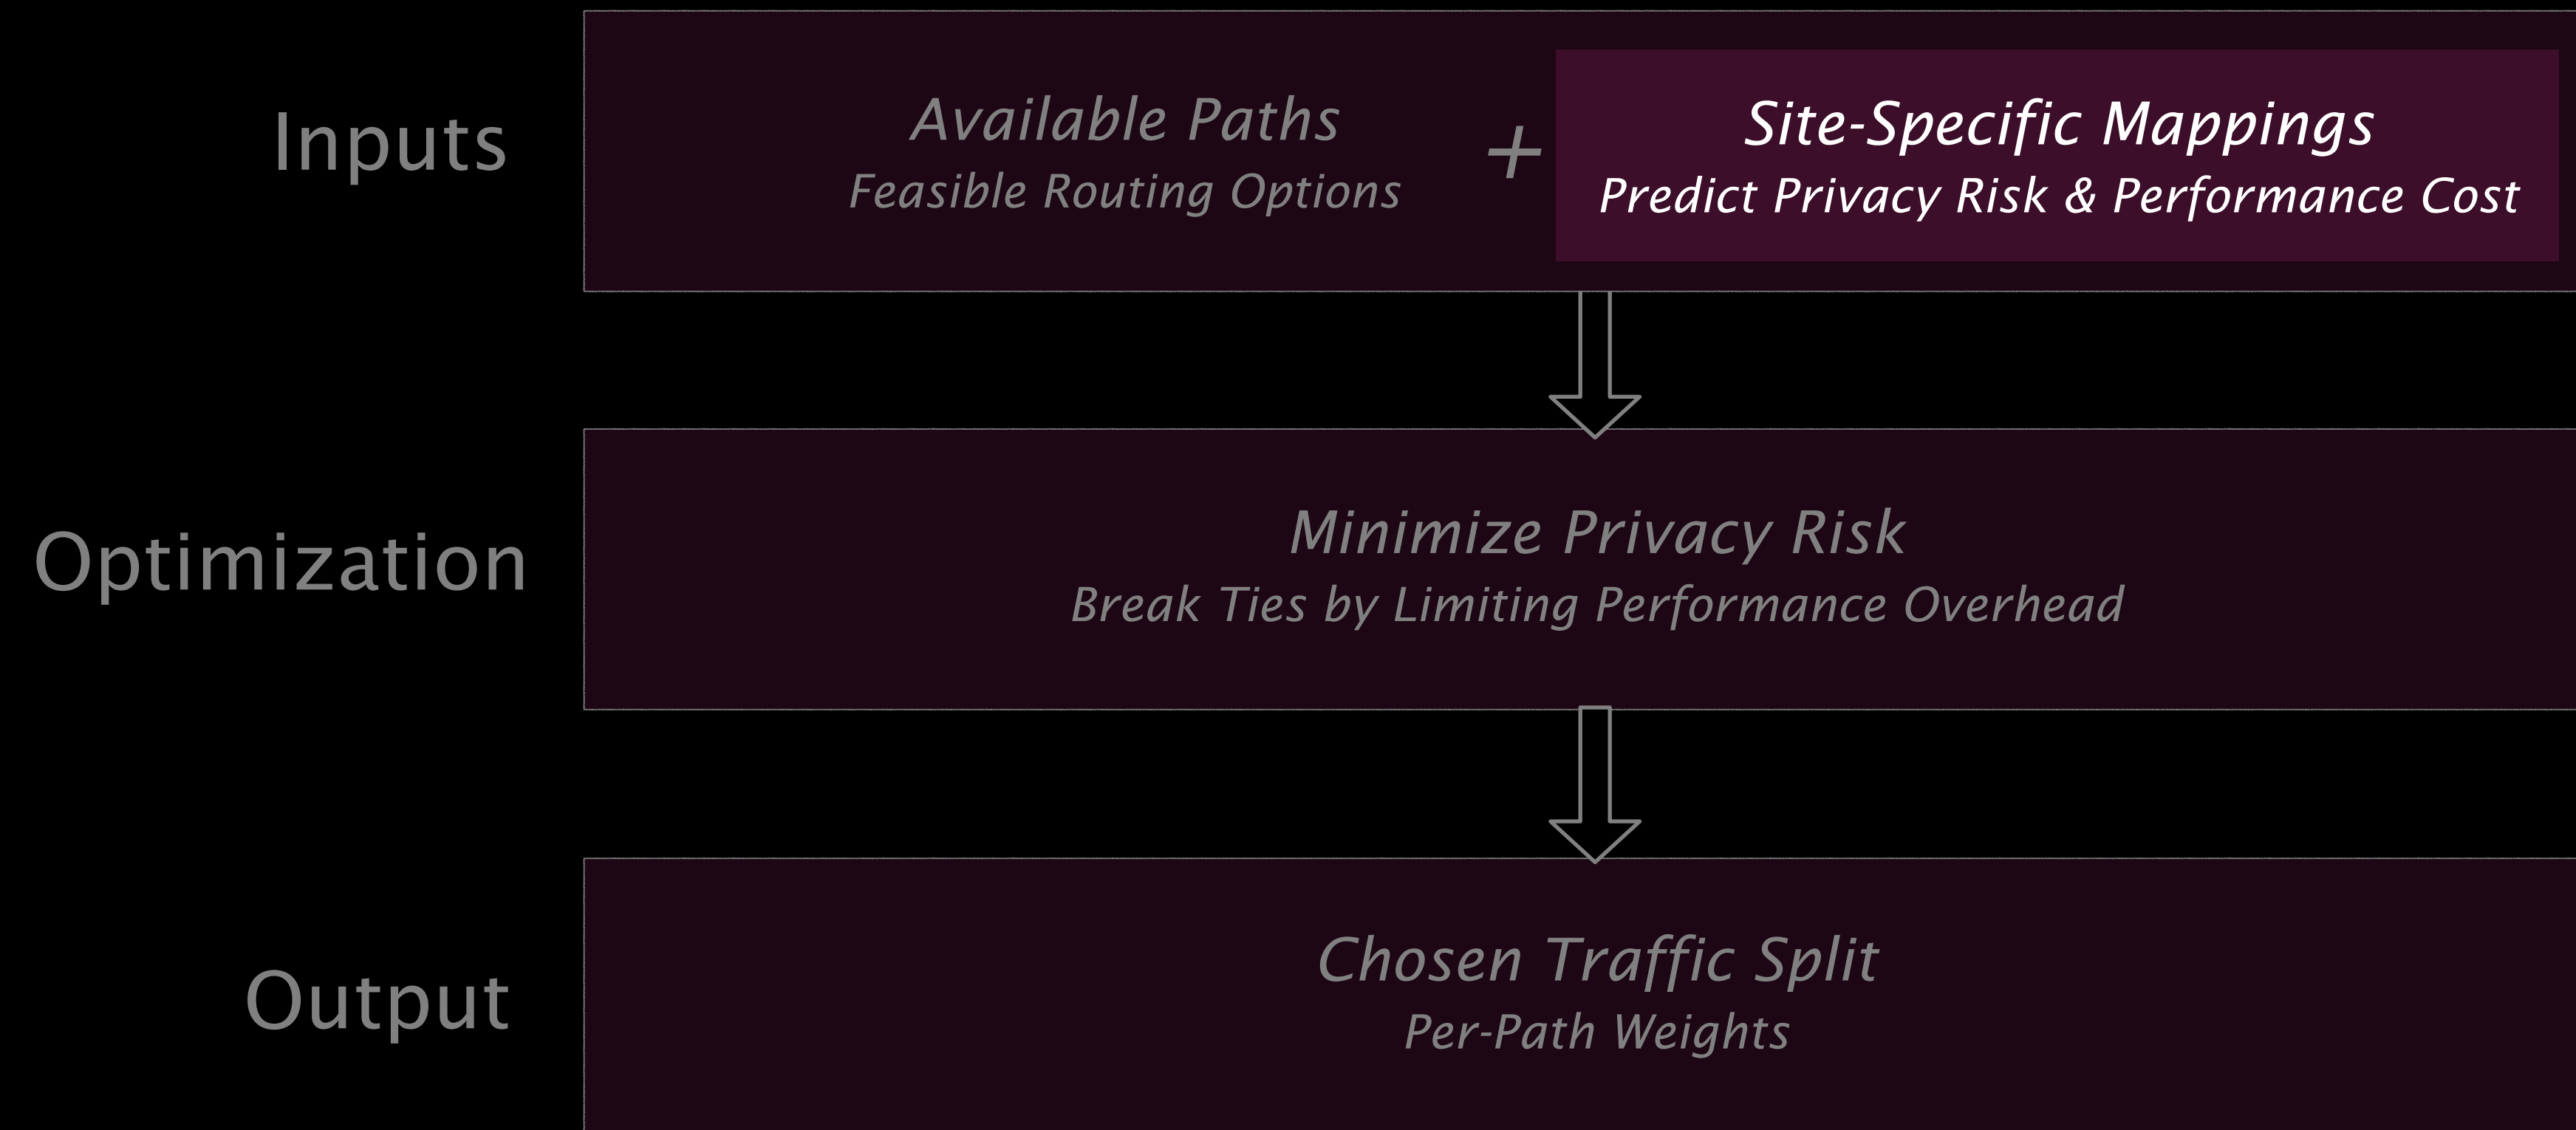 Inputs
Available Paths
Feasible Routing Options
+
Site-Specific Mappings
Predict Privacy Risk & Performance Cost
Optimization
Minimize Privacy Risk
Break Ties by Limiting Performance Overhead
Output
Chosen Traffic Split
Per-Path Weights